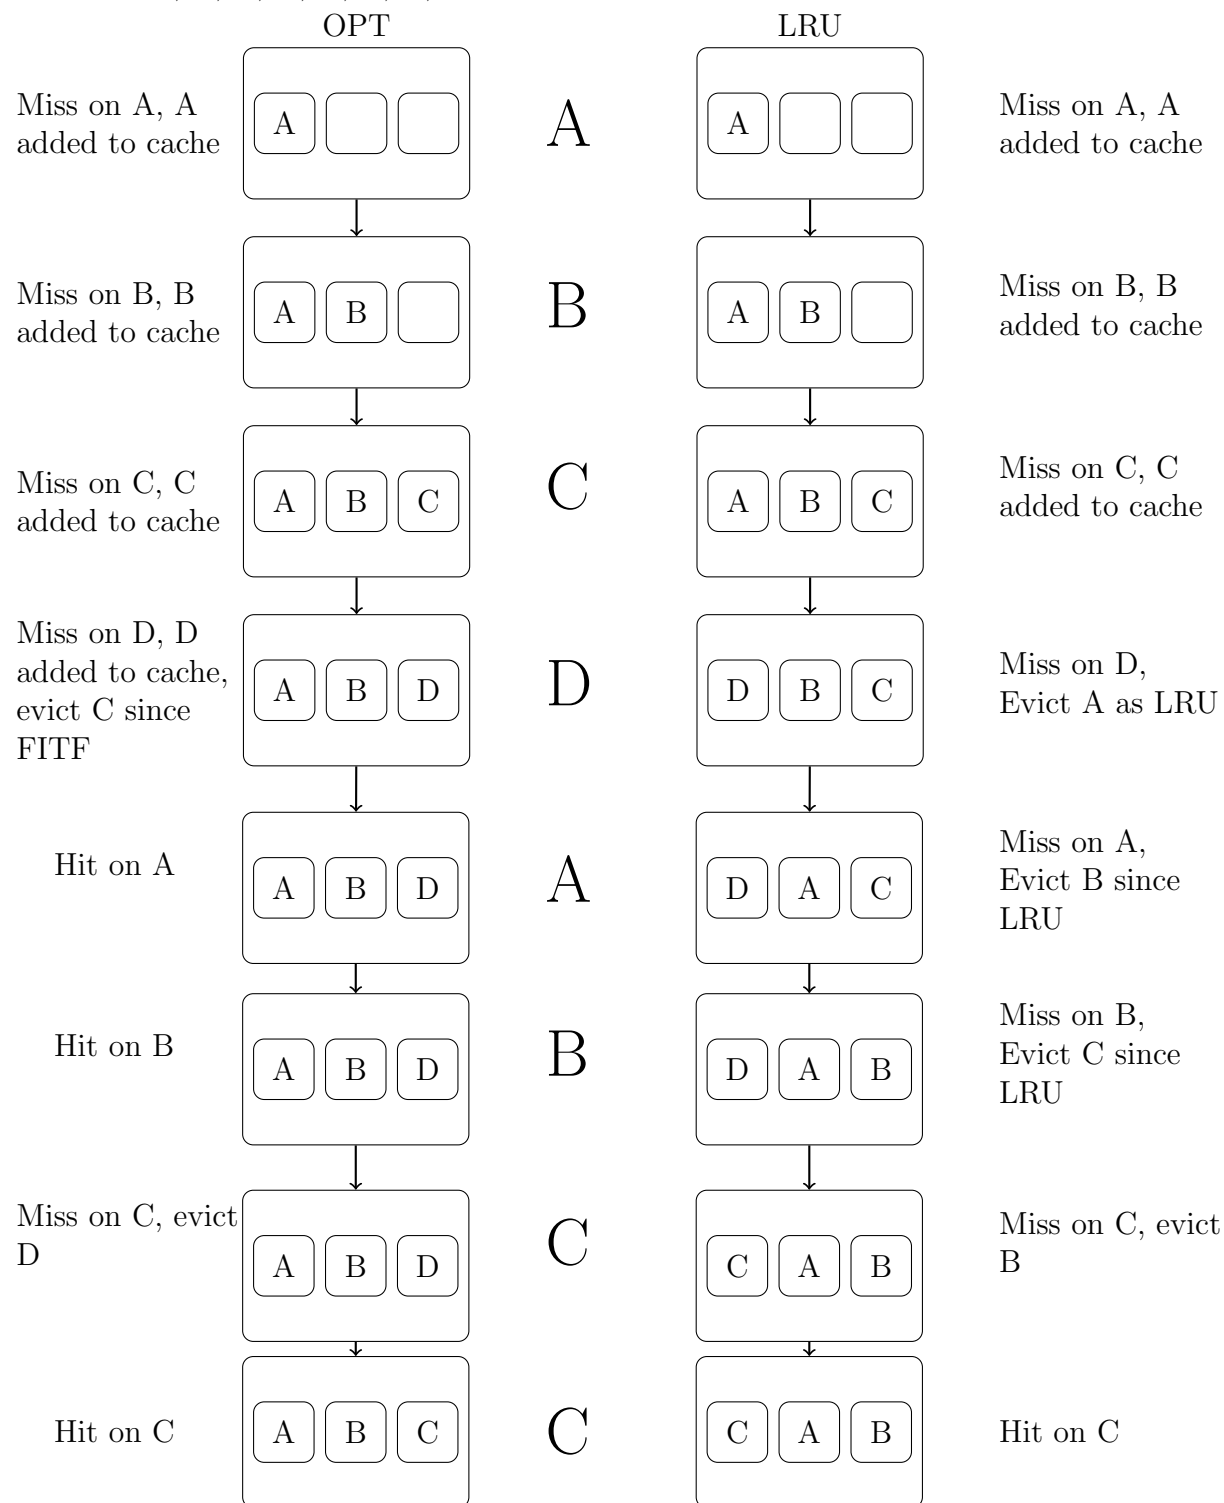 OPT LRU
Miss on A, A
added to cache
A
A
A
Miss on A, A
added to cache
Miss on B, B
added to cache
A B
B
A B
Miss on B, B
added to cache
Miss on C, C
added to cache
A B C
C
A B C
Miss on C, C
added to cache
Miss on D, D
added to cache,
evict C since
FITF
A B D
D
D B C
Miss on D,
Evict A as LRU
Hit on A
A B D
A
D A C
Miss on A,
Evict B since
LRU
Hit on B
A B D
B
D A B
Miss on B,
Evict C since
LRU
Miss on C, evict
D
A B D
C
C A B
Miss on C, evict
B
Hit on C
A B C
C
C A B
Hit on C